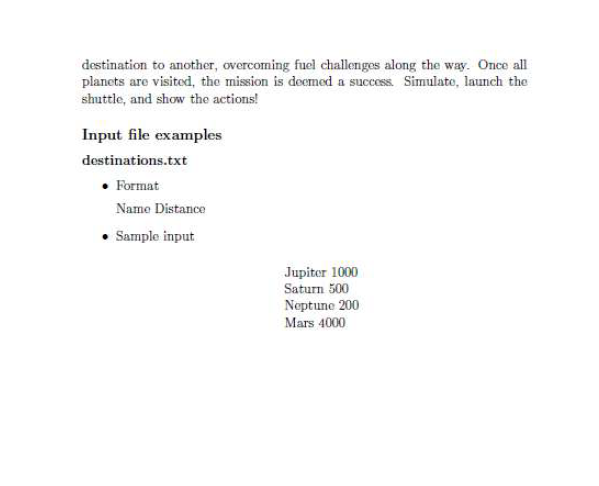 destination to another, overcoming fuel challenges along the way. Once all
planets are visited, the mission is deemed a success. Simulate, launch the
shuttle, and show the actions!
Input file examples
destinations.txt
• Format
Name Distance
• Sample input
Jupiter 1000
Saturn 500
Neptune 200
Mars 4000